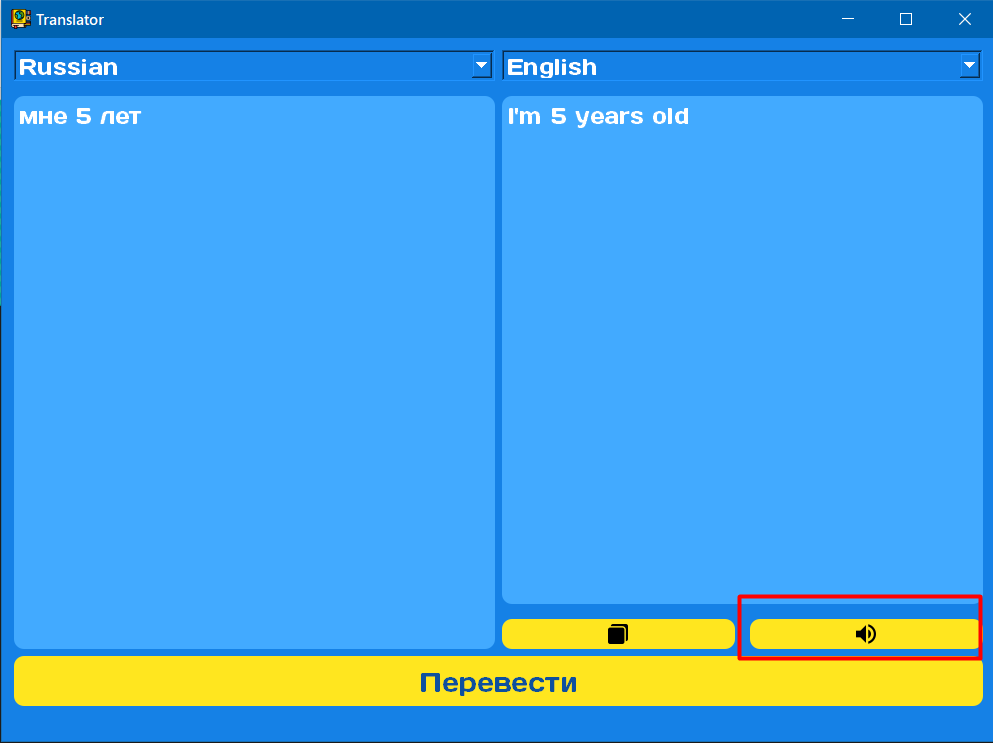 Translator
Russian
English
мне 5 лет
I'm 5 years old
Перевести